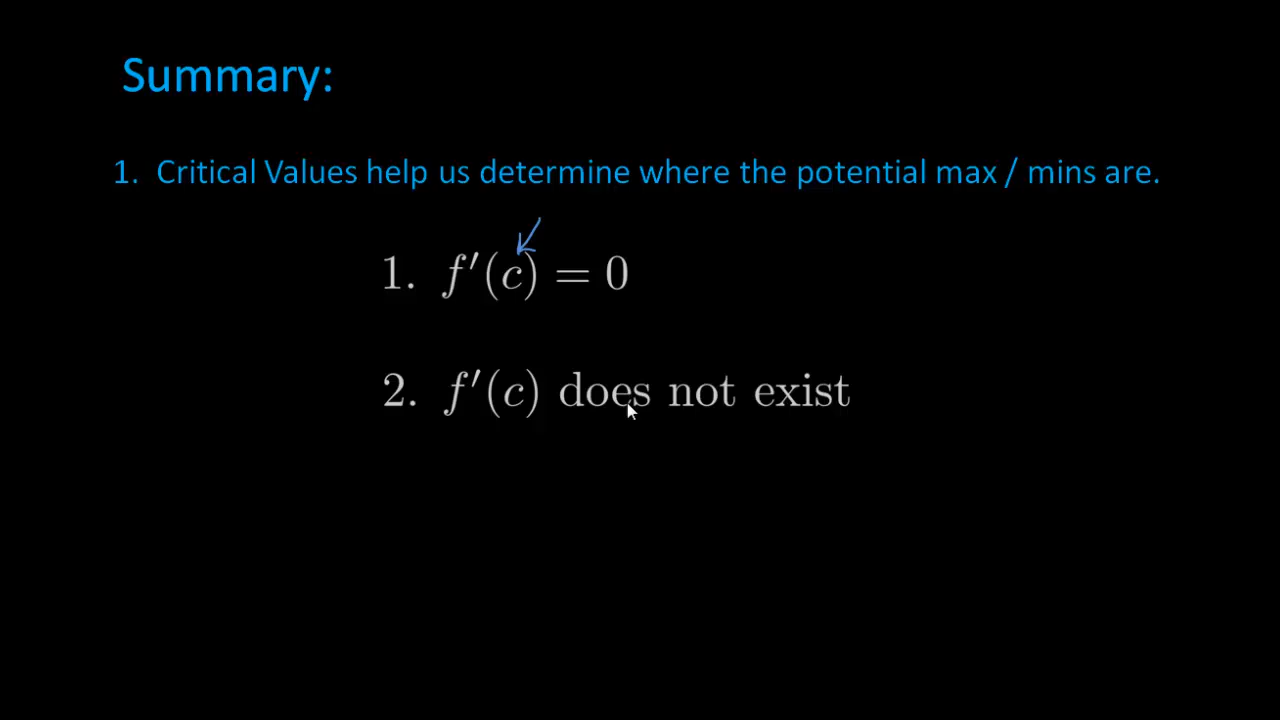 Summary:
1. Critical Values help us determine where the potential max / mins are.
1. f′(c) = 0
2. f′(c) does not exist